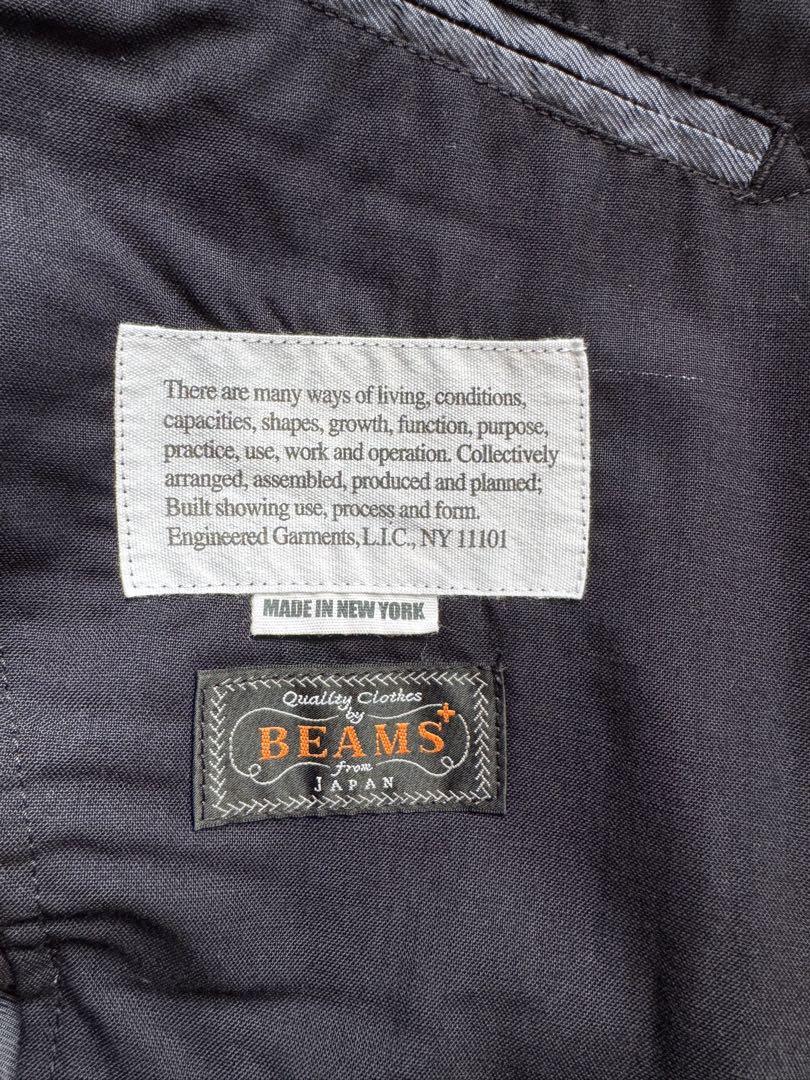 There are many ways of living, conditions,
capacities, shapes, growth, function, purpose,
practice, use, work and operation. Collectively
arranged, assembled, produced and planned;
Built showing use, process and form.
Engineered Garments, L.I.C., NY 11101
MADE IN NEW YORK
Quality Clothes
by
BEAMS+
from
JAPAN